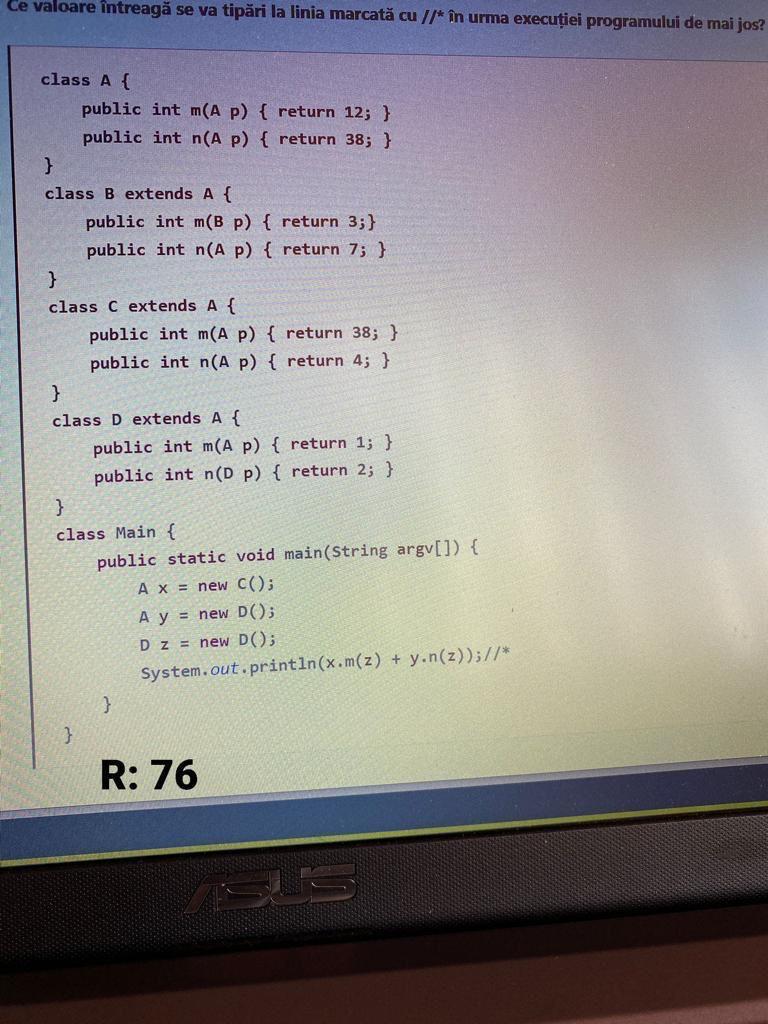 Ce valoare întreagă se va tipări la linia marcată cu //* în urma execuției programului de mai jos?
class A {
public int m(A p) { return 12; }
public int n(A p) { return 38; }
}
class B extends A {
public int m(B p) { return 3;}
public int n(A p) { return 7; }
}
class C extends A {
public int m(A p) { return 38; }
public int n(A p) { return 4; }
}
class D extends A {
public int m(A p) { return 1; }
public int n(D p) { return 2; }
}
class Main {
public static void main(String argv[]) {
A x = new C();
A y = new D();
D z = new D();
System.out.println(x.m(z) + y.n(z));//*
}
}
R: 76
ASUS